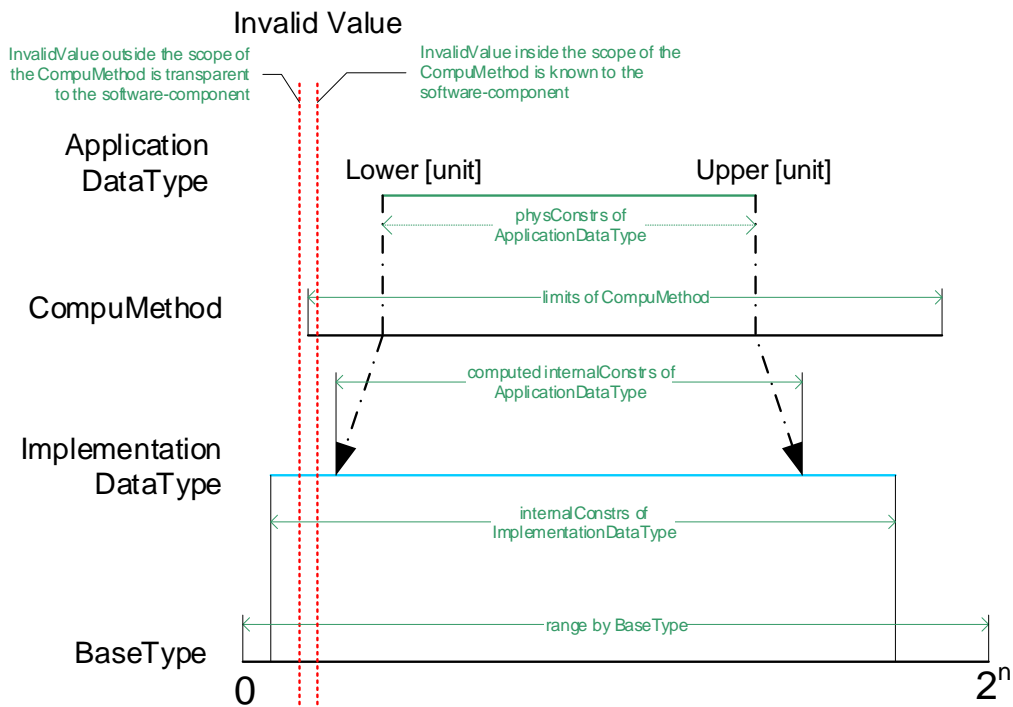 Invalid Value
InvalidValue outside the scope of
the CompuMethod is transparent
to the software-component
InvalidValue inside the scope of the
CompuMethod is known to the
software-component
Application
DataType
Lower [unit]
Upper [unit]
physConstrs of
ApplicationDataType
CompuMethod
limits of CompuMethod
computed internalConstrs of
ApplicationDataType
Implementation
DataType
internalConstrs of
ImplementationDataType
range by BaseType
BaseType
0
2ⁿ